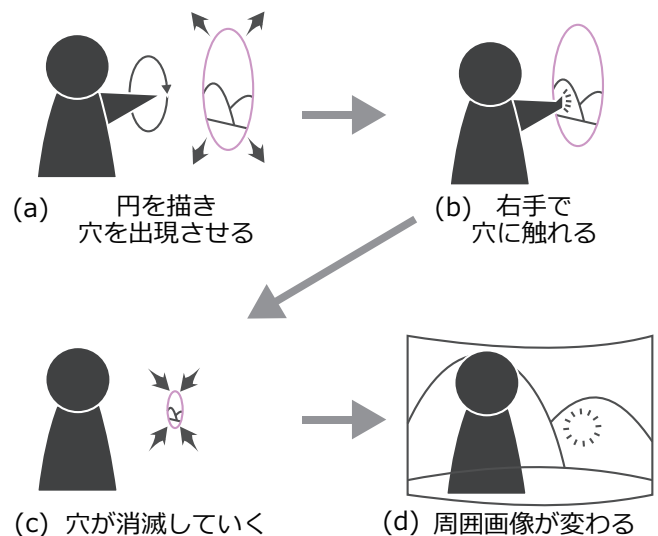 (a) 円を描き
穴を出現させる
(b) 右手で
穴に触れる
(c) 穴が消滅していく
(d) 周囲画像が変わる